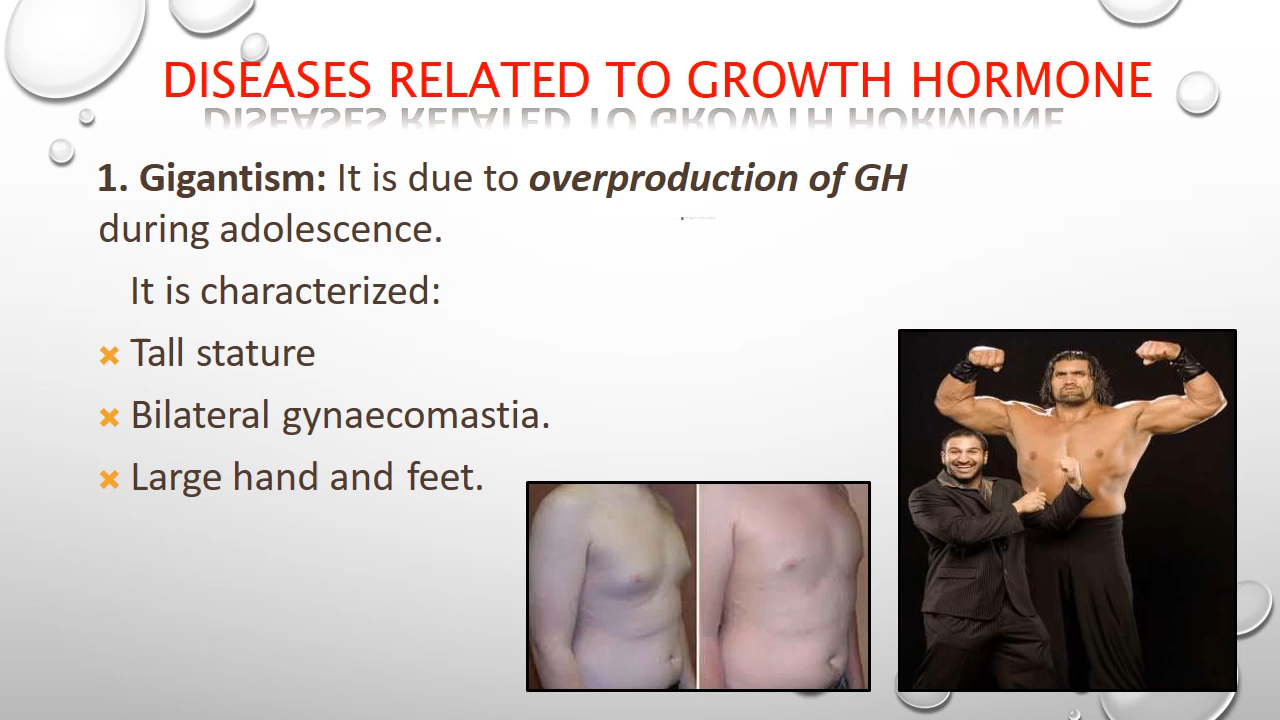 DISEASES RELATED TO GROWTH HORMONE
1. Gigantism: It is due to overproduction of GH
during adolescence.
It is characterized:
Tall stature
Bilateral gynaecomastia.
Large hand and feet.